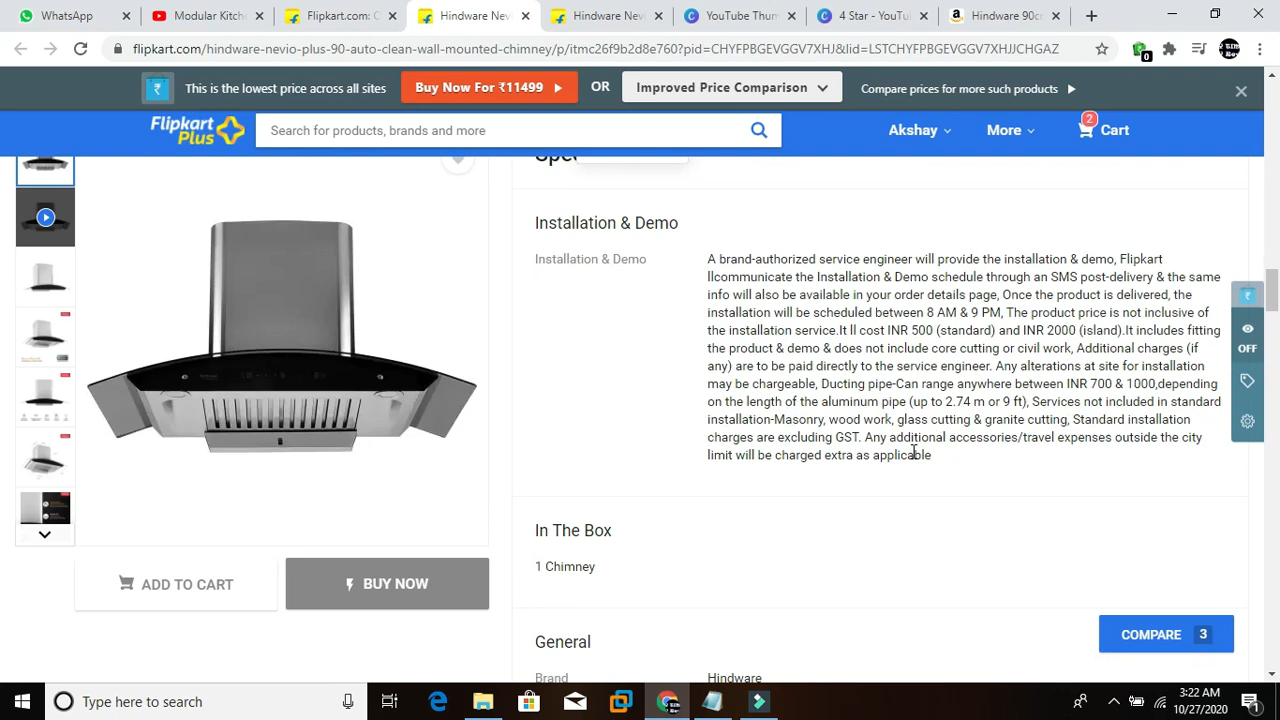 WhatsApp
Modular Kitche
Flipkart.com: C
Hindware Nevi
Hindware Nevi
YouTube Thum
4 Star - YouTu
Hindware 90cm
flipkart.com/hindware-nevio-plus-90-auto-clean-wall-mounted-chimney/p/itmc26f9b2d8e760?pid=CHYFPBGEVGGV7XHJ&lid=LSTCHYFPBGEVGGV7XHJJCHGAZ
0
This is the lowest price across all sites
Buy Now For ₹11499
OR
Improved Price Comparison
Compare prices for more such products
Flipkart
Plus
Search for products, brands and more
Akshay
More
2
Cart
Installation & Demo
Installation & Demo
A brand-authorized service engineer will provide the installation & demo, Flipkart
llcommunicate the Installation & Demo schedule through an SMS post-delivery & the same
info will also be available in your order details page, Once the product is delivered, the
installation will be scheduled between 8 AM & 9 PM, The product price is not inclusive of
the installation service.It ll cost INR 500 (standard) and INR 2000 (island).It includes fitting
the product & demo & does not include core cutting or civil work, Additional charges (if
any) are to be paid directly to the service engineer. Any alterations at site for installation
may be chargeable, Ducting pipe-Can range anywhere between INR 700 & 1000,depending
on the length of the aluminum pipe (up to 2.74 m or 9 ft), Services not included in standard
installation-Masonry, wood work, glass cutting & granite cutting, Standard installation
charges are excluding GST. Any additional accessories/travel expenses outside the city
limit will be charged extra as applicable
OFF
In The Box
1 Chimney
ADD TO CART
BUY NOW
General
COMPARE 3
Brand
Hindware
Type here to search
3:22 AM
10/27/2020
1